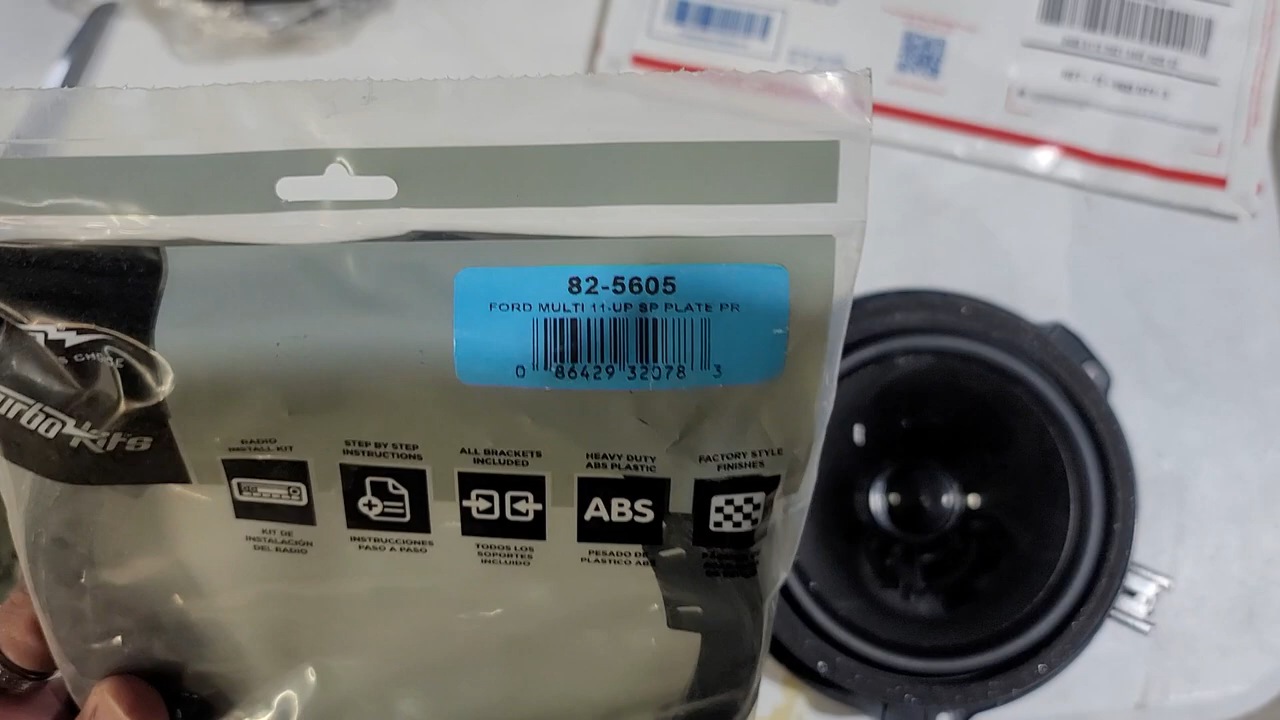 82-5605
FORD MULTI 11-UP SP PLATE PR
0 86429 32078 3
TurboKits
RADIO
INSTALL KIT
KIT DE
INSTALACIÓN
DEL RADIO
STEP BY STEP
INSTRUCTIONS
INSTRUCCIONES
PASO A PASO
ALL BRACKETS
INCLUDED
TODOS LOS
SOPORTES
INCLUIDO
HEAVY DUTY
ABS PLASTIC
ABS
PESADO DE
PLASTICO ABS
FACTORY STYLE
FINISHES